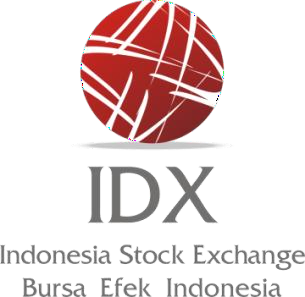 IDX
Indonesia Stock Exchange
Bursa Efek Indonesia